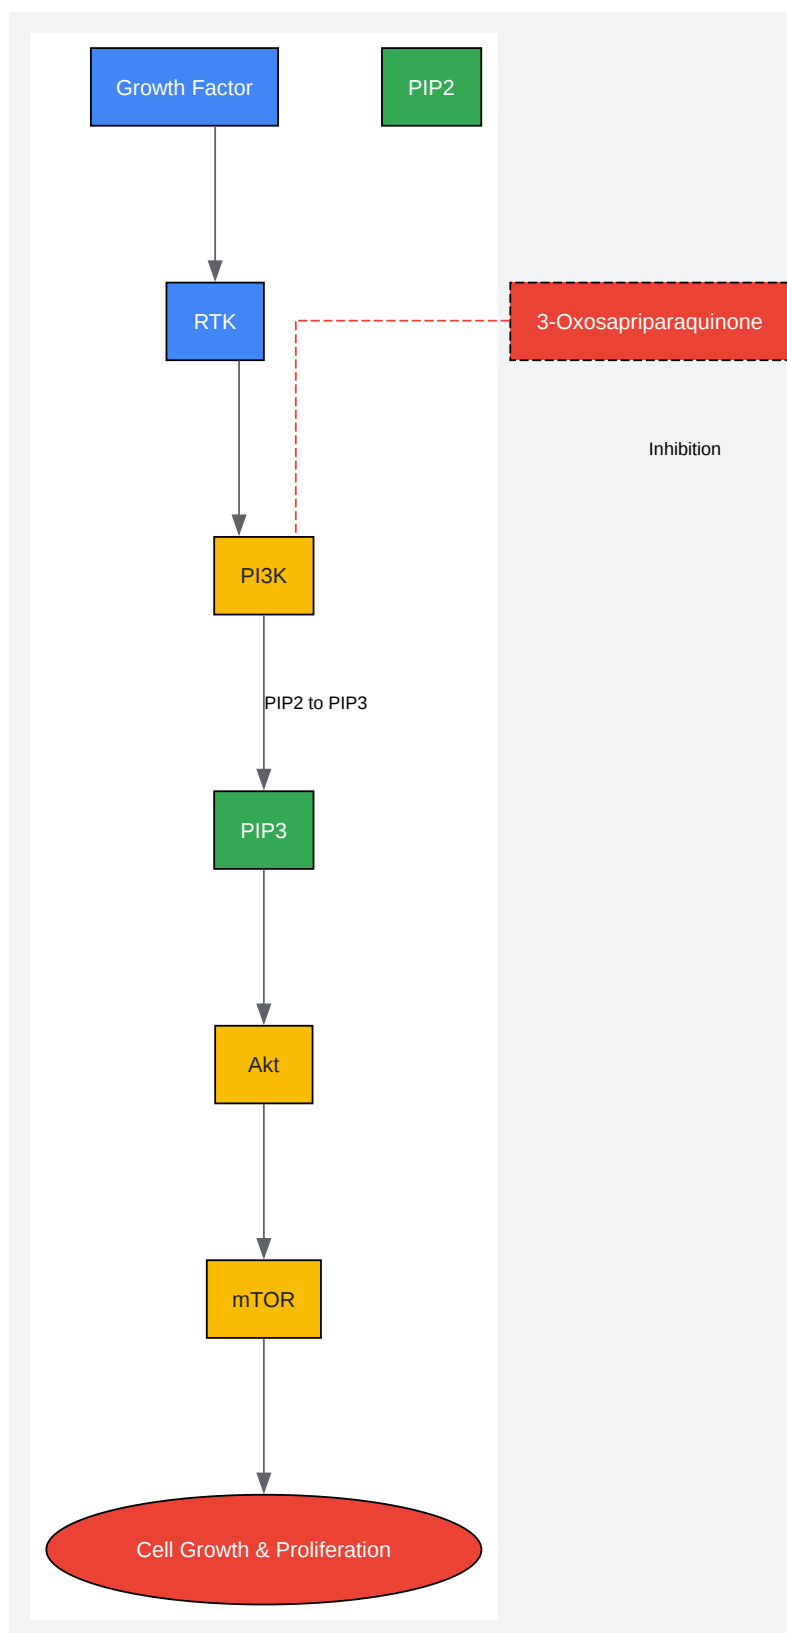 Growth Factor
PIP2
RTK
3-Oxosapriparaquinone
Inhibition
PI3K
PIP2 to PIP3
PIP3
Akt
mTOR
Cell Growth & Proliferation